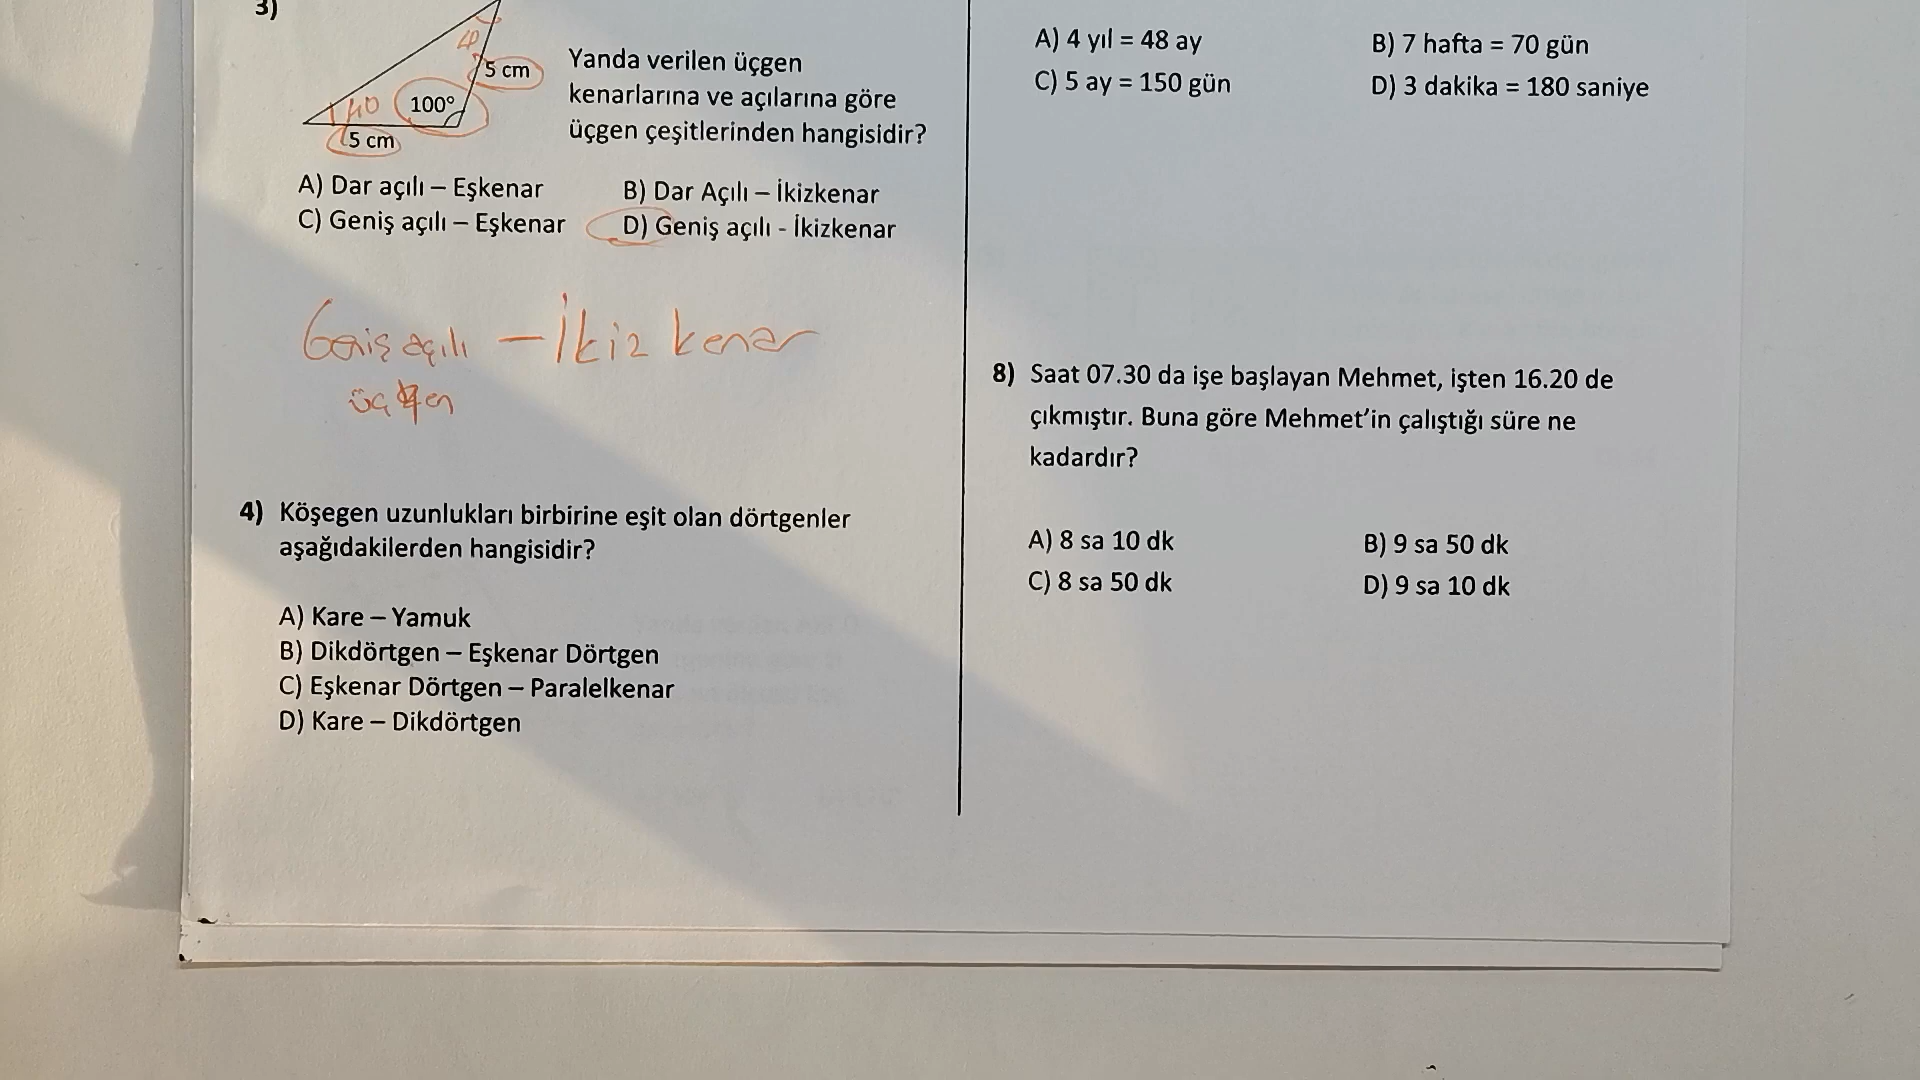 3)
40
5 cm
40
100°
5 cm
Yanda verilen üçgen
kenarlarına ve açılarına göre
üçgen çeşitlerinden hangisidir?
A) Dar açılı – Eşkenar
B) Dar Açılı – İkizkenar
C) Geniş açılı – Eşkenar
D) Geniş açılı - İkizkenar
Geniş açılı – İkiz kenar
üçgen
4) Köşegen uzunlukları birbirine eşit olan dörtgenler
aşağıdakilerden hangisidir?
A) Kare – Yamuk
B) Dikdörtgen – Eşkenar Dörtgen
C) Eşkenar Dörtgen – Paralelkenar
D) Kare – Dikdörtgen
A) 4 yıl = 48 ay
B) 7 hafta = 70 gün
C) 5 ay = 150 gün
D) 3 dakika = 180 saniye
8) Saat 07.30 da işe başlayan Mehmet, işten 16.20 de
çıkmıştır. Buna göre Mehmet’in çalıştığı süre ne
kadardır?
A) 8 sa 10 dk
B) 9 sa 50 dk
C) 8 sa 50 dk
D) 9 sa 10 dk